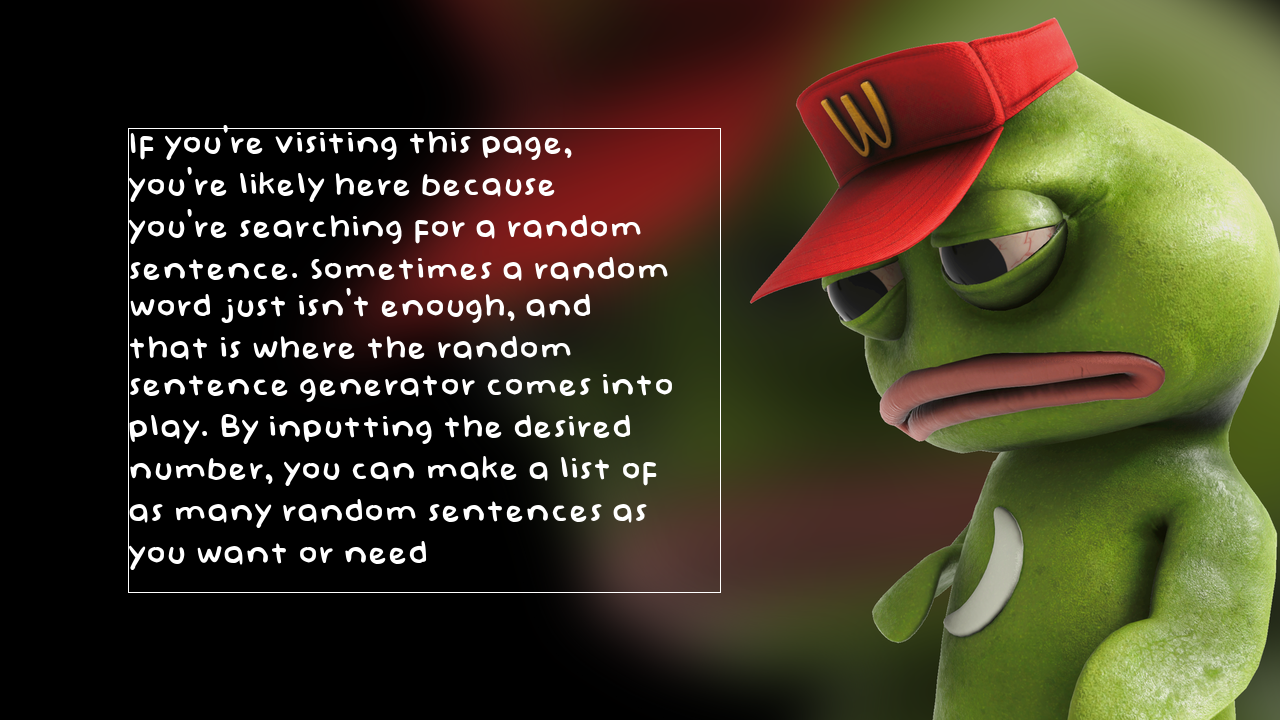 If you're visiting this page,
you're likely here because
you're searching for a random
sentence. Sometimes a random
word just isn't enough, and
that is where the random
sentence generator comes into
play. By inputting the desired
number, you can make a list of
as many random sentences as
you want or need
W